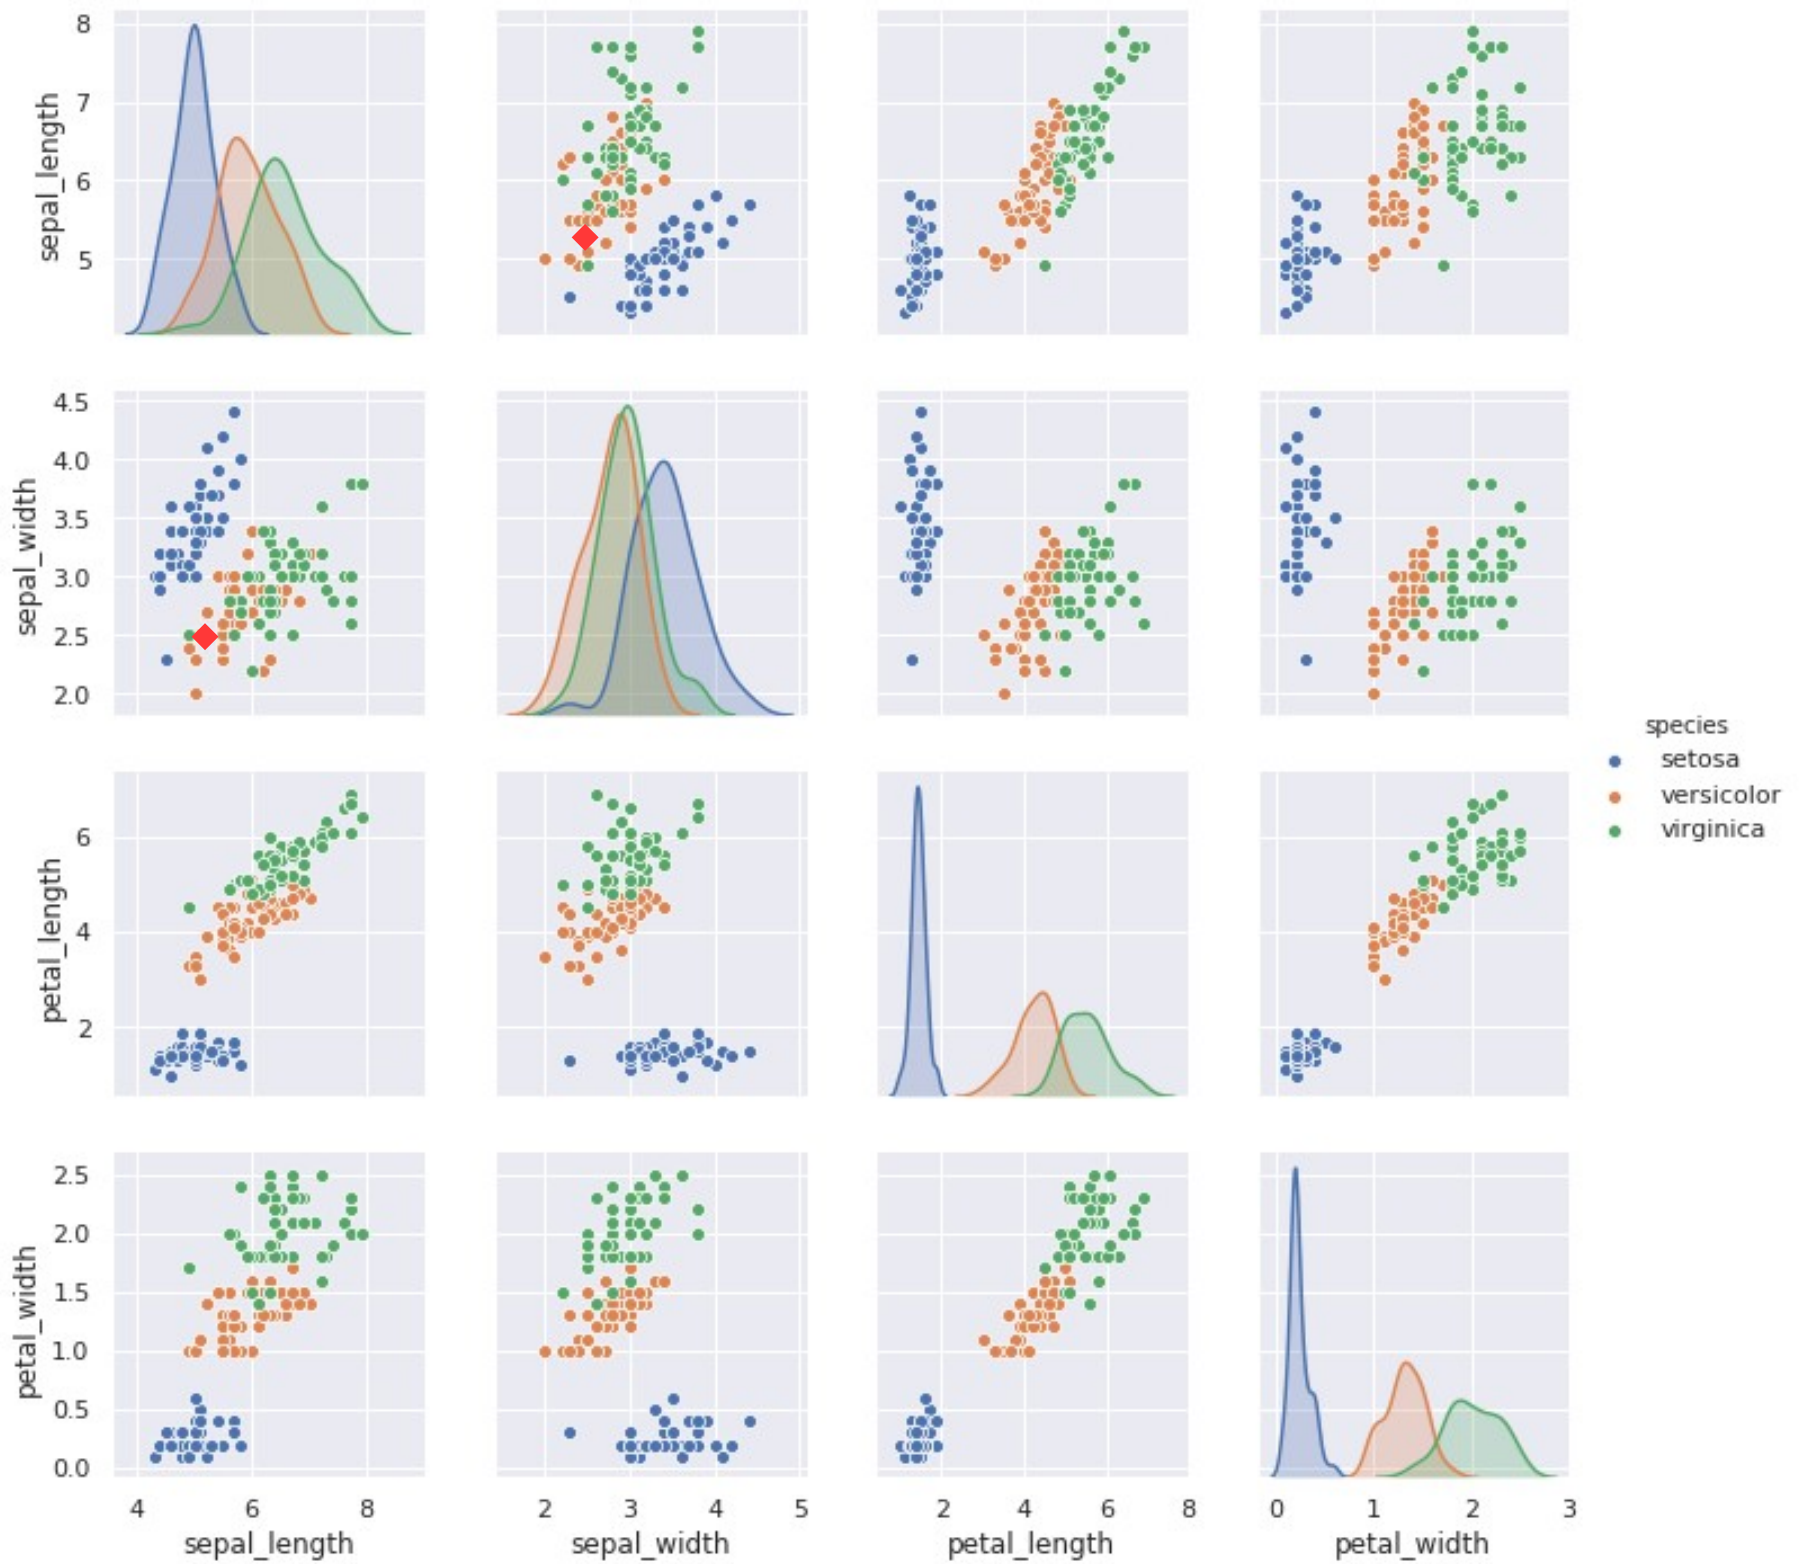 8
7
6
5
sepal_length
4.5
4.0
3.5
3.0
2.5
2.0
sepal_width
species
setosa
versicolor
virginica
6
4
2
petal_length
2.5
2.0
1.5
1.0
0.5
0.0
petal_width
4 6 8
2 3 4 5
2 4 6 8
0 1 2 3
sepal_length
sepal_width
petal_length
petal_width